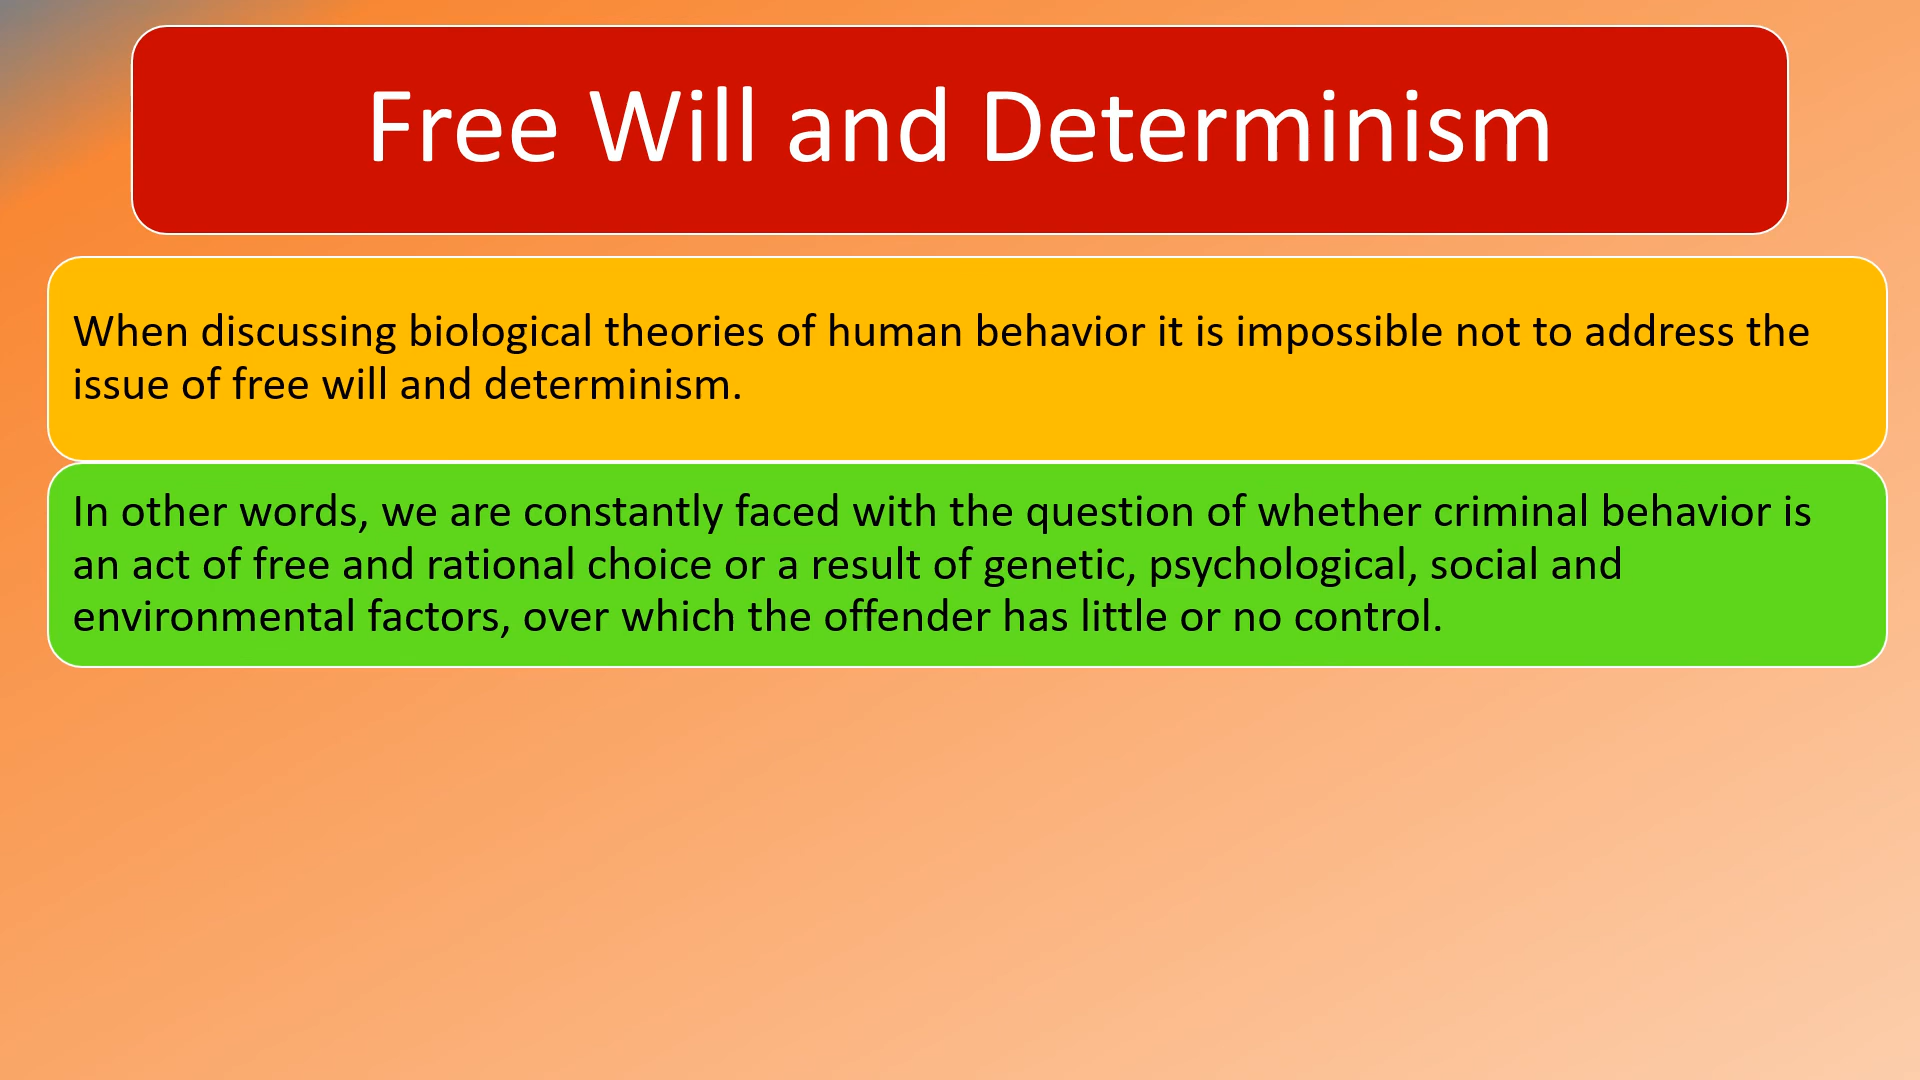 Free Will and Determinism
When discussing biological theories of human behavior it is impossible not to address the
issue of free will and determinism.
In other words, we are constantly faced with the question of whether criminal behavior is
an act of free and rational choice or a result of genetic, psychological, social and
environmental factors, over which the offender has little or no control.